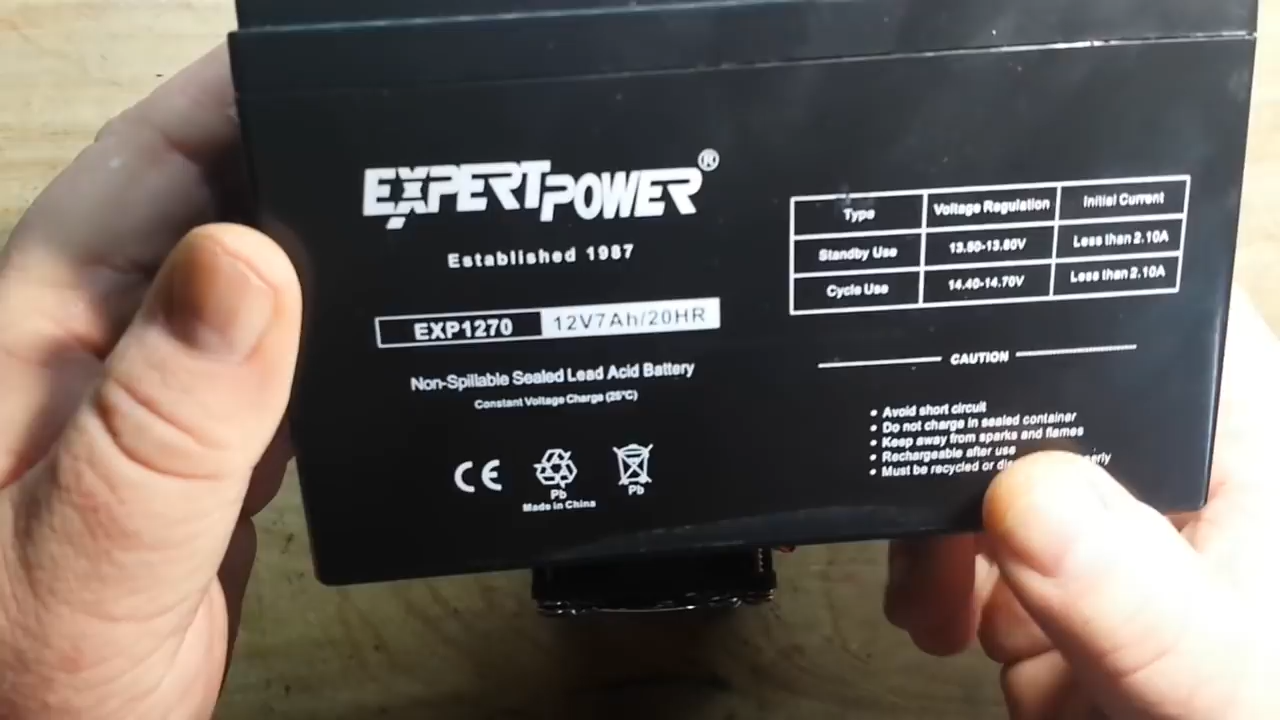 EXPERTPOWER®
Established 1987
EXP1270 12V7Ah/20HR
Non-Spillable Sealed Lead Acid Battery
Constant Voltage Charge (25°C)
CE
Pb
Pb
Made in China
Type Voltage Regulation Initial Current
Standby Use 13.50-13.80V Less than 2.10A
Cycle Use 14.40-14.70V Less than 2.10A
CAUTION
• Avoid short circuit
• Do not charge in sealed container
• Keep away from sparks and flames
• Rechargeable after use
• Must be recycled or